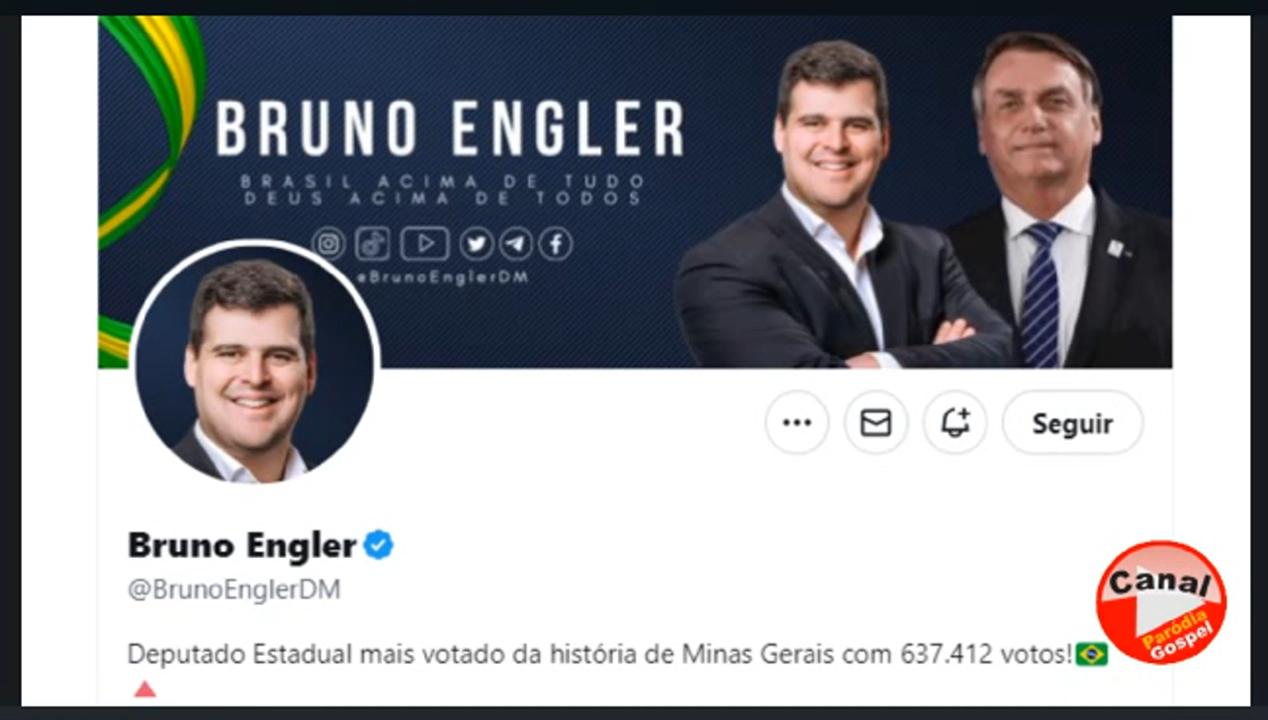 BRUNO ENGLER
BRASIL ACIMA DE TUDO
DEUS ACIMA DE TODOS
@BrunoEnglerDM
Seguir
Bruno Engler
@BrunoEnglerDM
Canal
Paródia
Gospel
Deputado Estadual mais votado da história de Minas Gerais com 637.412 votos!